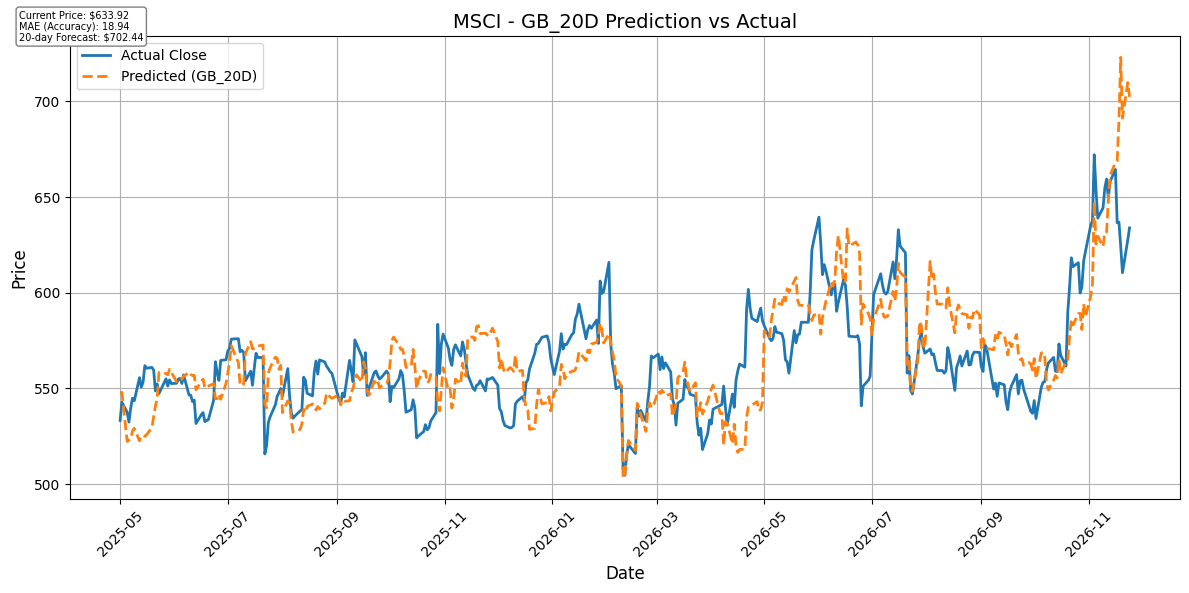 MSCI - GB_20D Prediction vs Actual
Current Price: $633.92
MAE (Accuracy): 18.94
20-day Forecast: $702.44
Actual Close
Predicted (GB_20D)
Price
700
650
600
550
500
2025-05
2025-07
2025-09
2025-11
2026-01
2026-03
2026-05
2026-07
2026-09
2026-11
Date